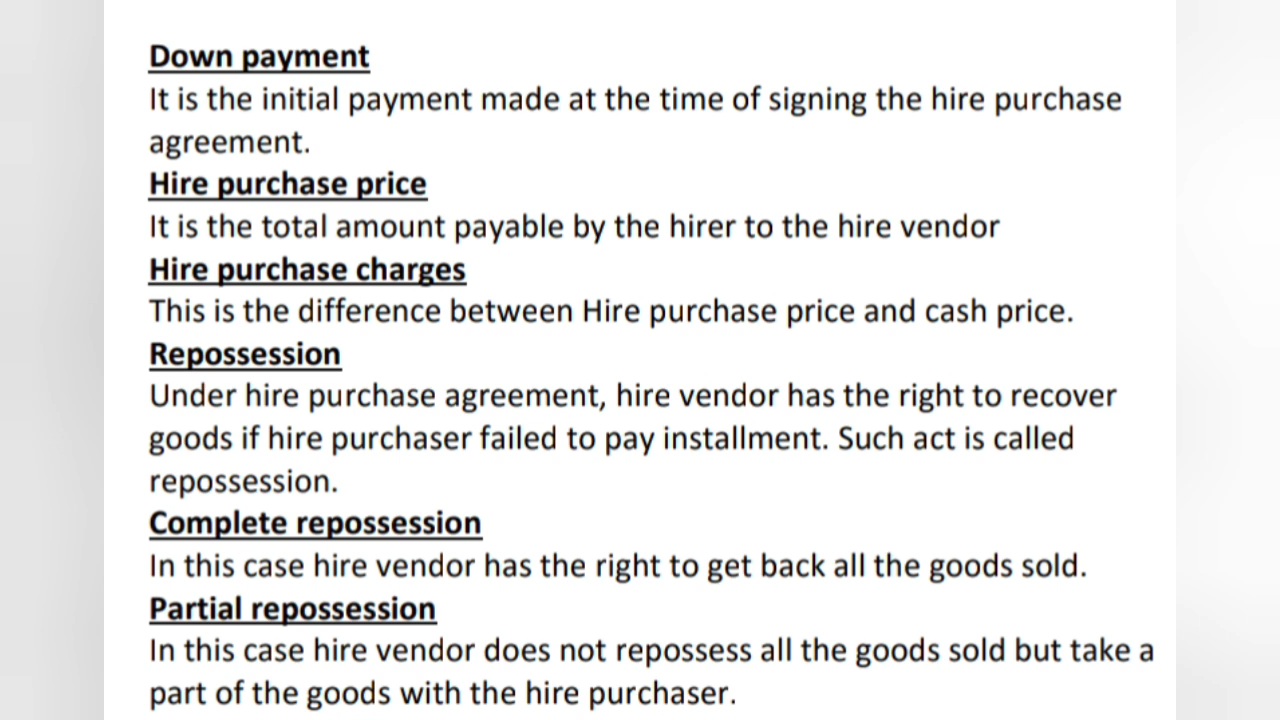 Down payment
It is the initial payment made at the time of signing the hire purchase
agreement.
Hire purchase price
It is the total amount payable by the hirer to the hire vendor
Hire purchase charges
This is the difference between Hire purchase price and cash price.
Repossession
Under hire purchase agreement, hire vendor has the right to recover
goods if hire purchaser failed to pay installment. Such act is called
repossession.
Complete repossession
In this case hire vendor has the right to get back all the goods sold.
Partial repossession
In this case hire vendor does not repossess all the goods sold but take a
part of the goods with the hire purchaser.